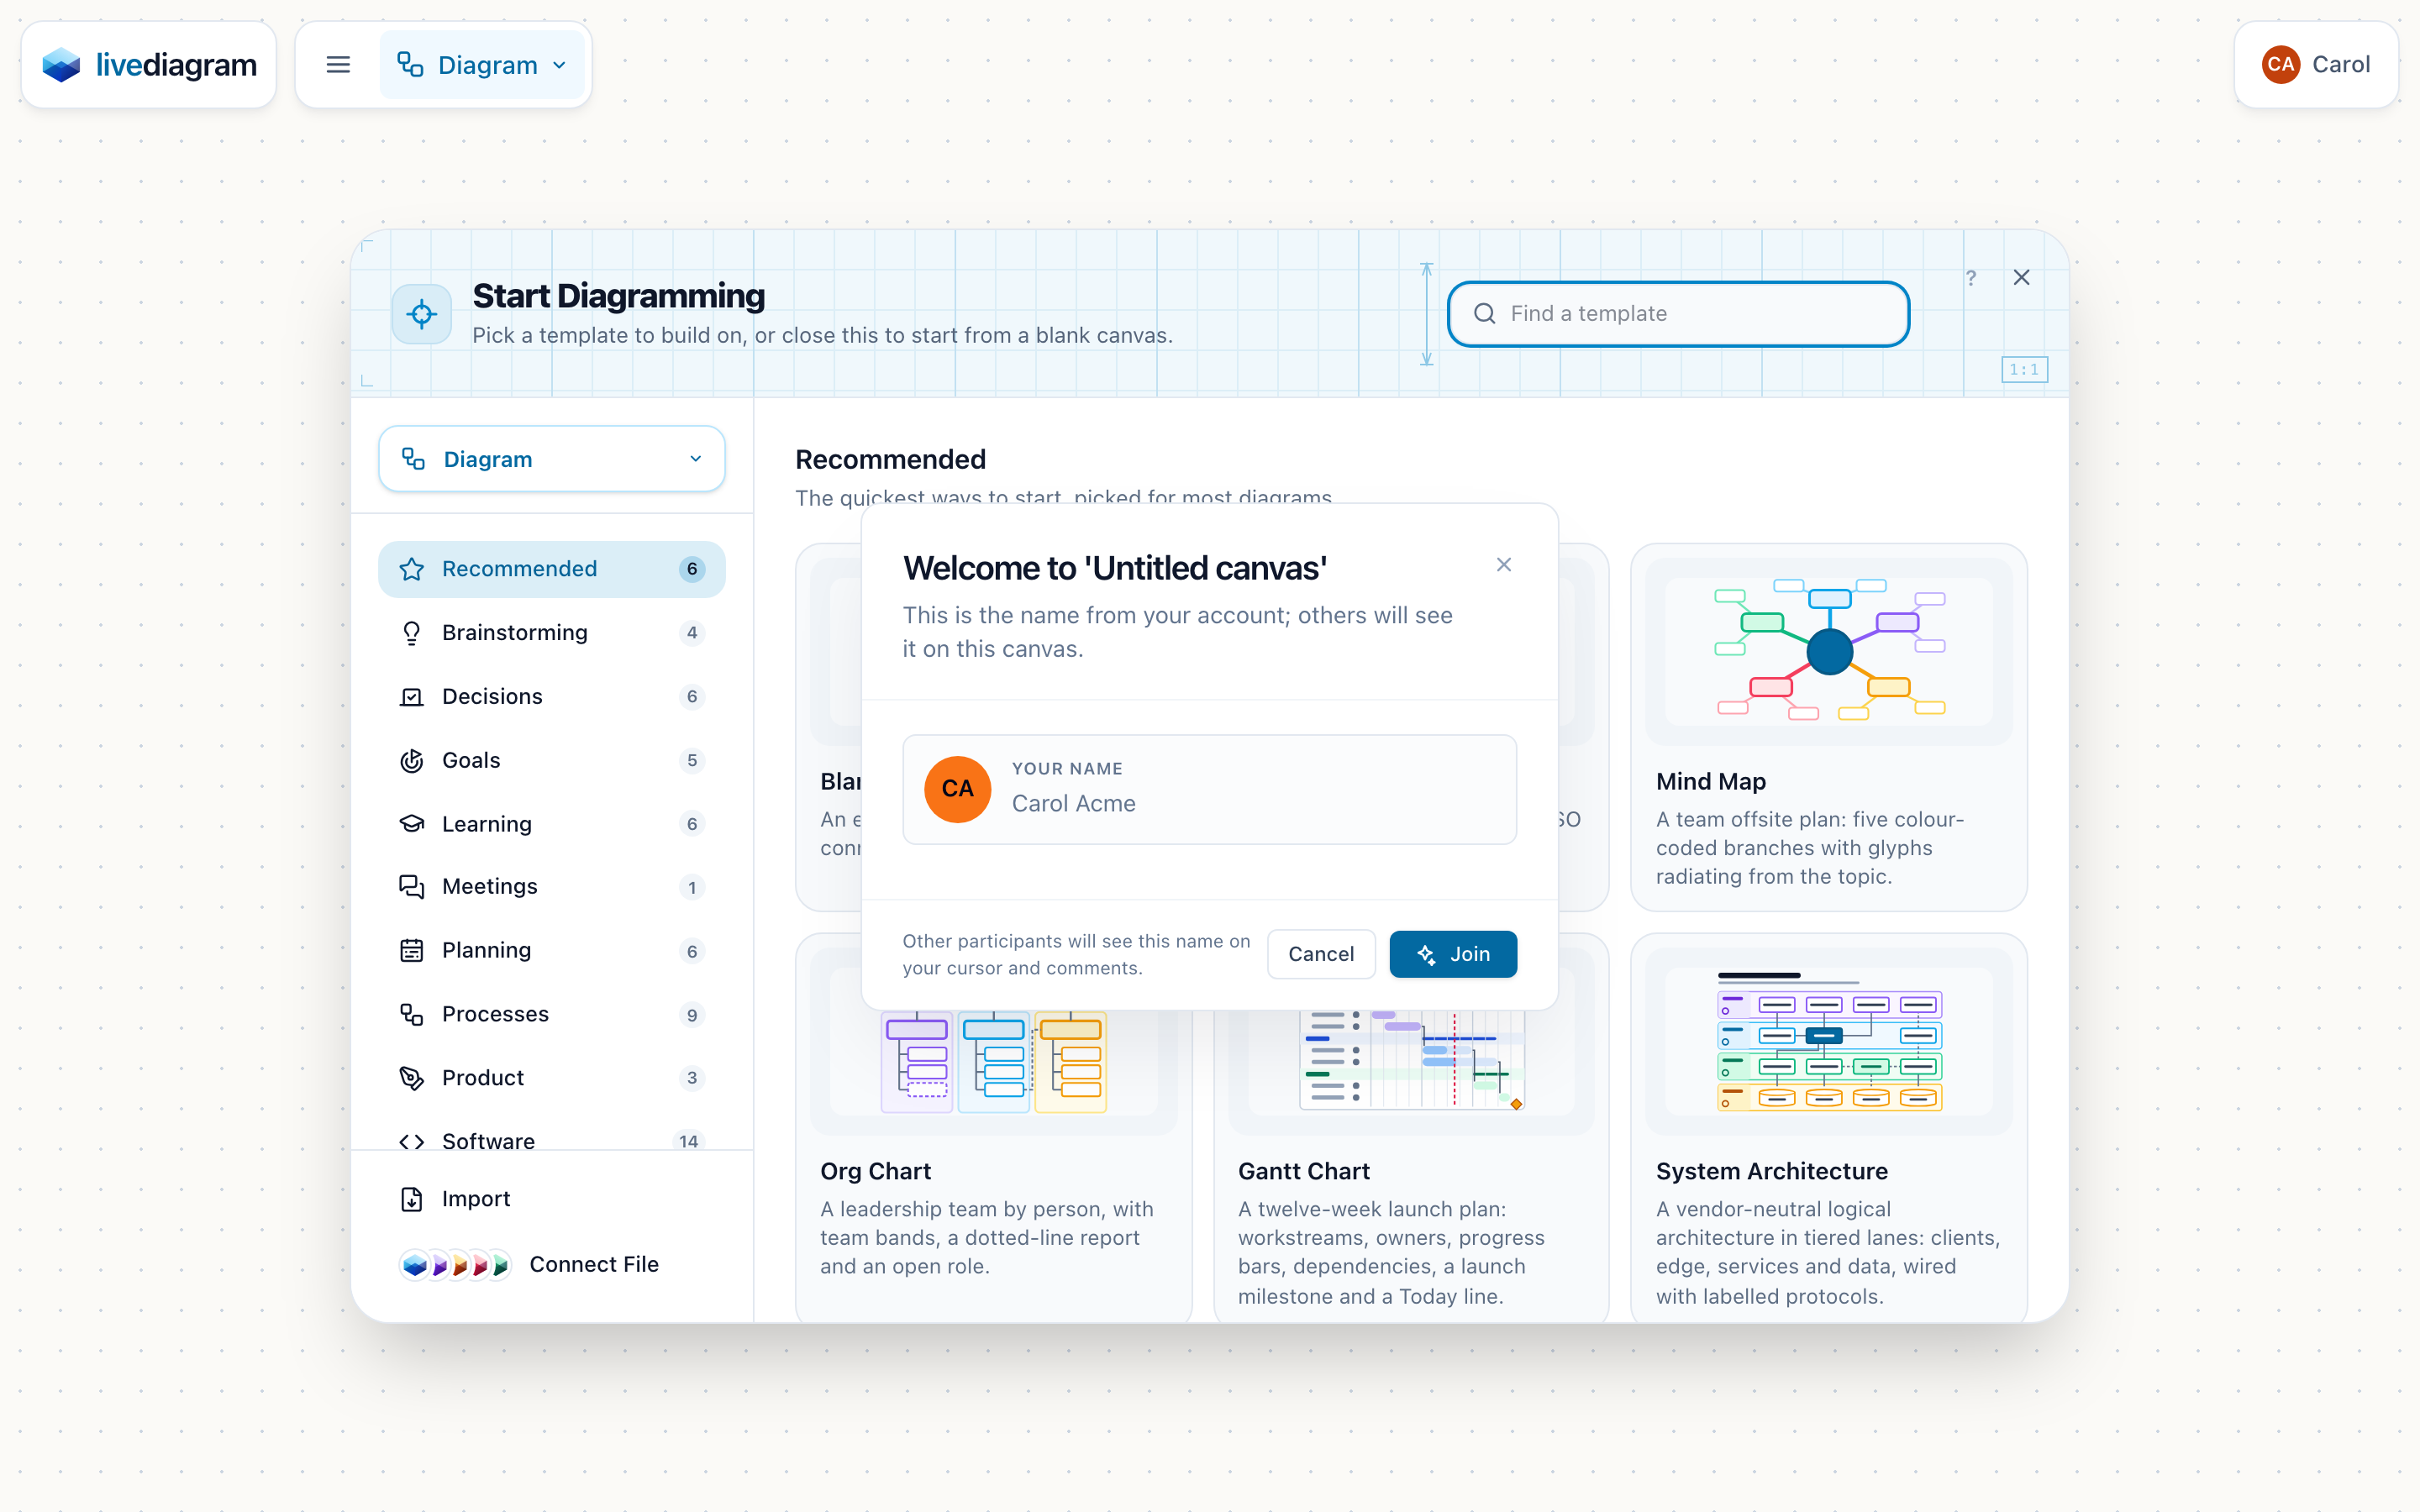 livediagram
Diagram
CA Carol
Start Diagramming
Pick a template to build on, or close this to start from a blank canvas.
Find a template
?
1:1
Diagram
Recommended 6
Brainstorming 4
Decisions 6
Goals 5
Learning 6
Meetings 1
Planning 6
Processes 9
Product 3
Software 14
Import
Connect File
Recommended
The quickest ways to start, picked for most diagrams
Welcome to 'Untitled canvas'
This is the name from your account; others will see
it on this canvas.
CA
YOUR NAME
Carol Acme
Other participants will see this name on
your cursor and comments.
Cancel
Join
Mind Map
A team offsite plan: five colour-
coded branches with glyphs
radiating from the topic.
Org Chart
A leadership team by person, with
team bands, a dotted-line report
and an open role.
Gantt Chart
A twelve-week launch plan:
workstreams, owners, progress
bars, dependencies, a launch
milestone and a Today line.
System Architecture
A vendor-neutral logical
architecture in tiered lanes: clients,
edge, services and data, wired
with labelled protocols.